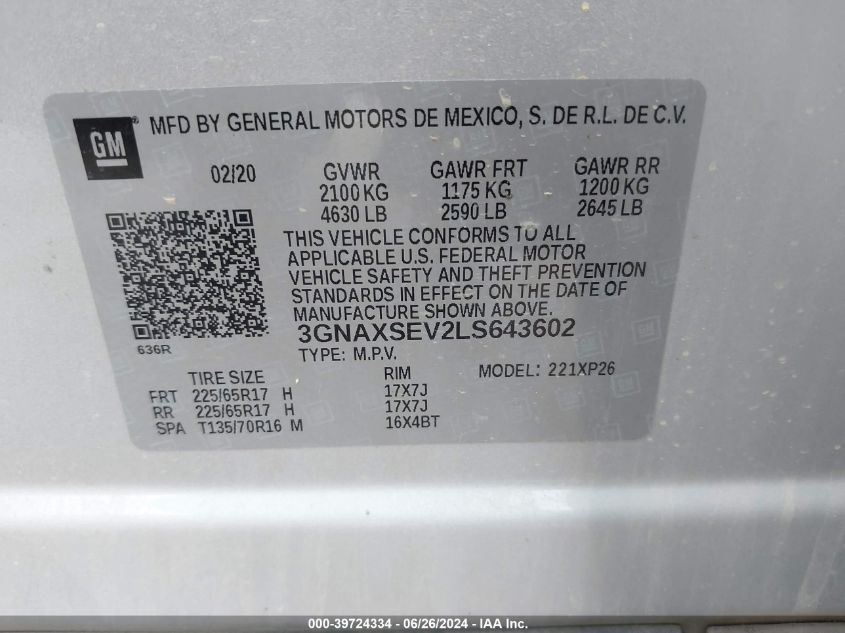 GM ® MFD BY GENERAL MOTORS DE MEXICO, S. DE R.L. DE C.V.
02/20 GVWR GAWR FRT GAWR RR
2100 KG 1175 KG 1200 KG
4630 LB 2590 LB 2645 LB
THIS VEHICLE CONFORMS TO ALL
APPLICABLE U.S. FEDERAL MOTOR
VEHICLE SAFETY AND THEFT PREVENTION
STANDARDS IN EFFECT ON THE DATE OF
MANUFACTURE SHOWN ABOVE.
3GNAXSEV2LS643602
636R TYPE: M.P.V.
TIRE SIZE RIM MODEL: 221XP26
FRT 225/65R17 H 17X7J
RR 225/65R17 H 17X7J
SPA T135/70R16 M 16X4BT
000-39724334 - 06/26/2024 - IAA Inc.